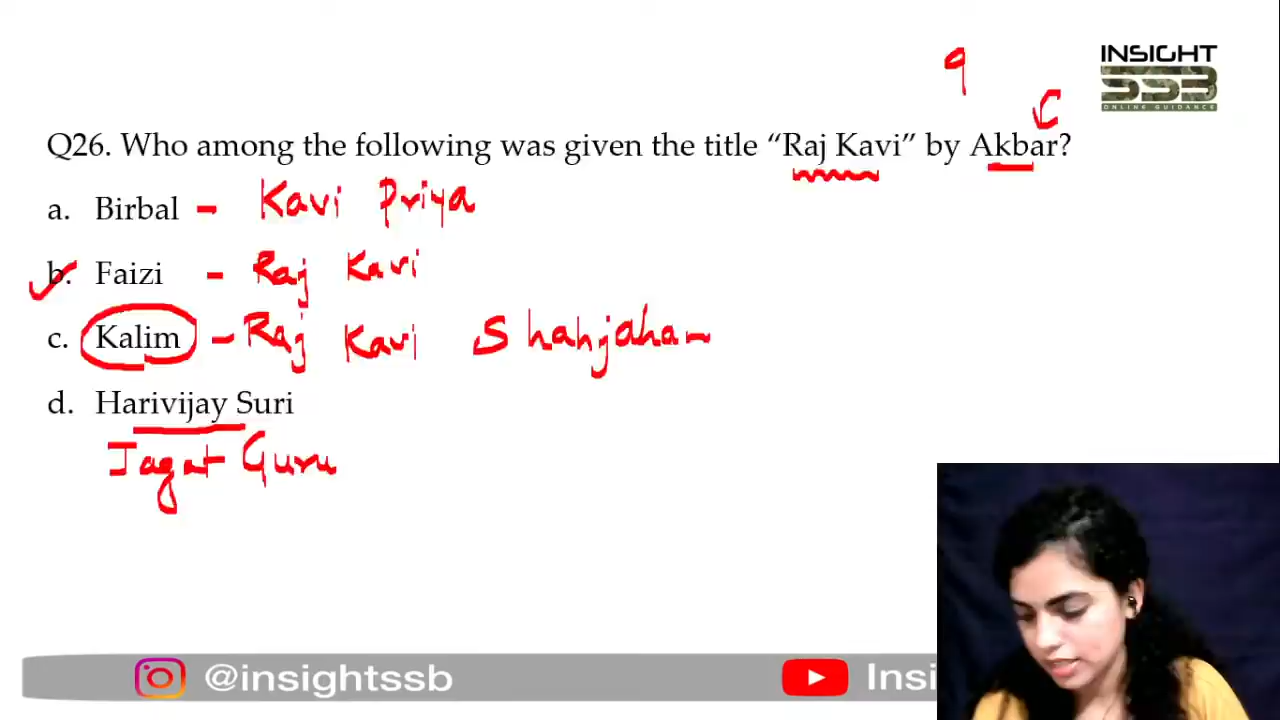 INSIGHT
SSB
ONLINE GUIDANCE
9
C
Q26. Who among the following was given the title “Raj Kavi” by Akbar?
a. Birbal - Kavi Priya
b. Faizi - Raj Kavi
c. Kalim - Raj Kavi Shahjahan
d. Harivijay Suri
Jagat Guru
@insightssb Insi